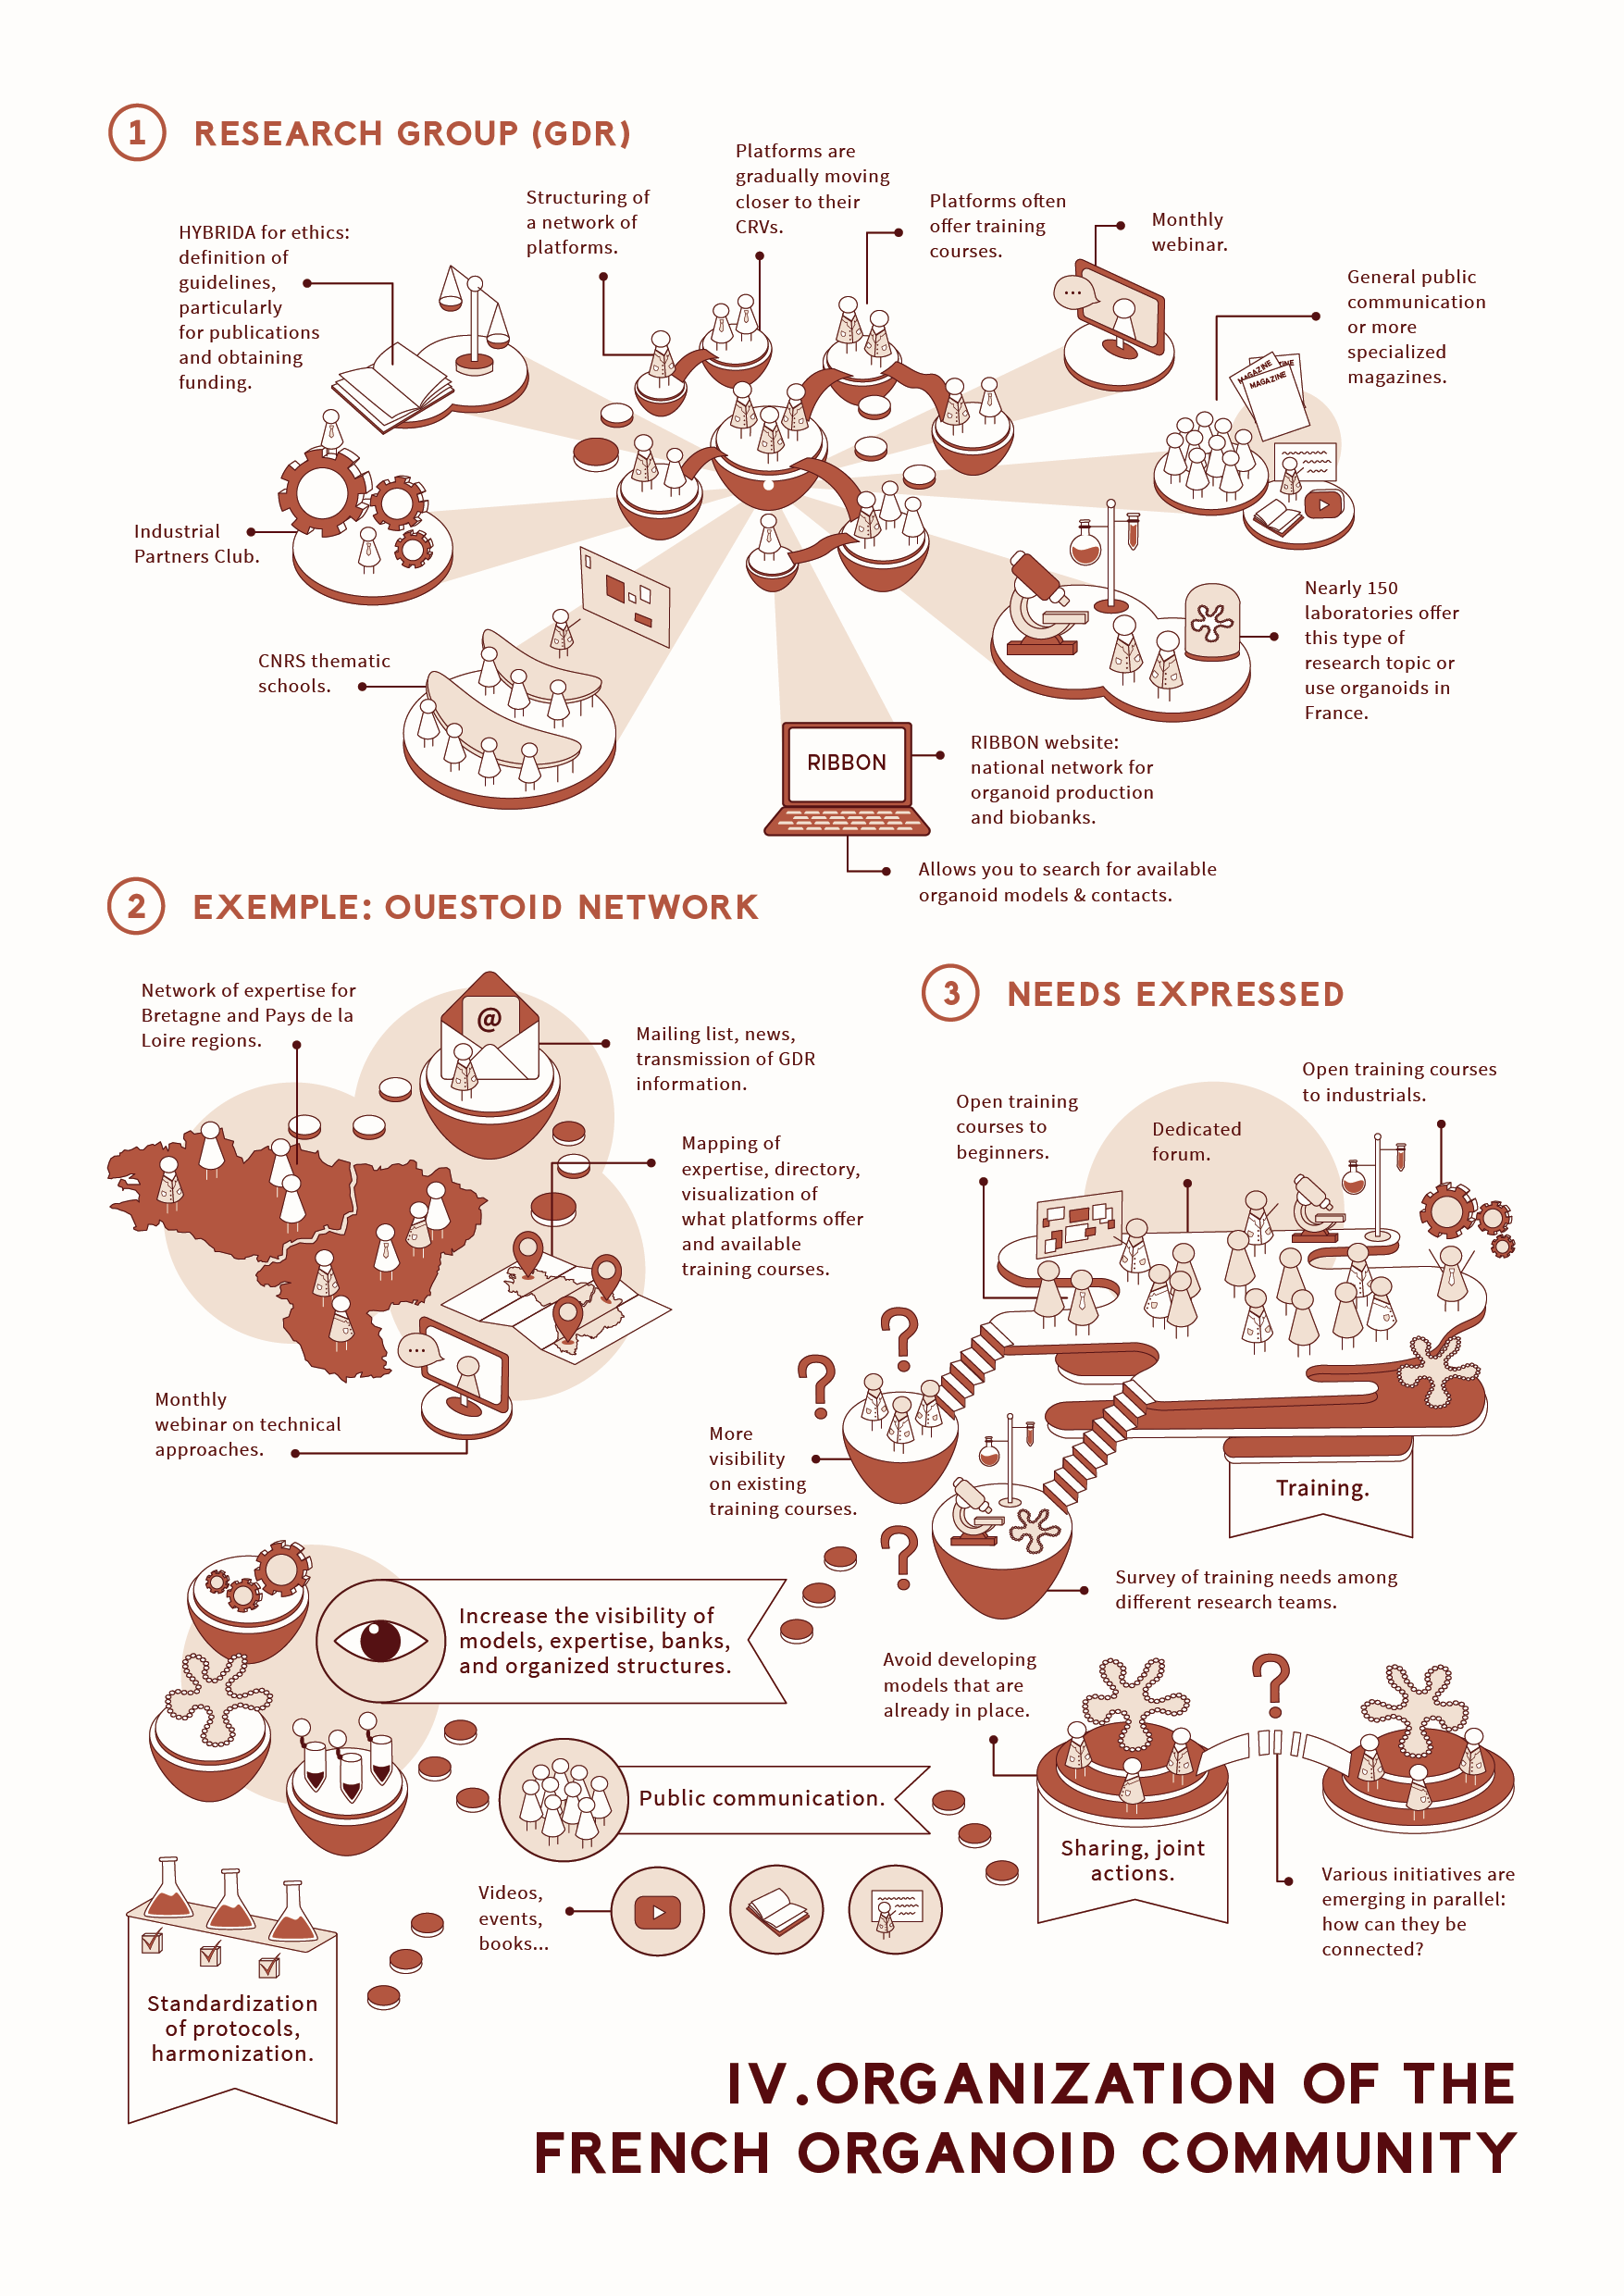 1 RESEARCH GROUP (GDR)
HYBRIDA for ethics:
definition of
guidelines,
particularly
for publications
and obtaining
funding.
Structuring of
a network of
platforms.
Platforms are
gradually moving
closer to their
CRVs.
Platforms often
offer training
courses.
Monthly
webinar.
...
General public
communication
or more
specialized
magazines.
MAGAZINE
MAGAZINE
Industrial
Partners Club.
CNRS thematic
schools.
Nearly 150
laboratories offer
this type of
research topic or
use organoids in
France.
RIBBON
RIBBON website:
national network for
organoid production
and biobanks.
Allows you to search for available
organoid models & contacts.
2 EXEMPLE: OUESTOID NETWORK
Network of expertise for
Bretagne and Pays de la
Loire regions.
@
Mailing list, news,
transmission of GDR
information.
Mapping of
expertise, directory,
visualization of
what platforms offer
and available
training courses.
...
Monthly
webinar on technical
approaches.
3 NEEDS EXPRESSED
Open training
courses to
beginners.
Dedicated
forum.
Open training courses
to industrials.
?
?
?
More
visibility
on existing
training courses.
Training.
Survey of training needs among
different research teams.
Increase the visibility of
models, expertise, banks,
and organized structures.
Avoid developing
models that are
already in place.
?
Public communication.
Sharing, joint
actions.
Various initiatives are
emerging in parallel:
how can they be
connected?
Videos,
events,
books...
Standardization
of protocols,
harmonization.
IV.ORGANIZATION OF THE
FRENCH ORGANOID COMMUNITY